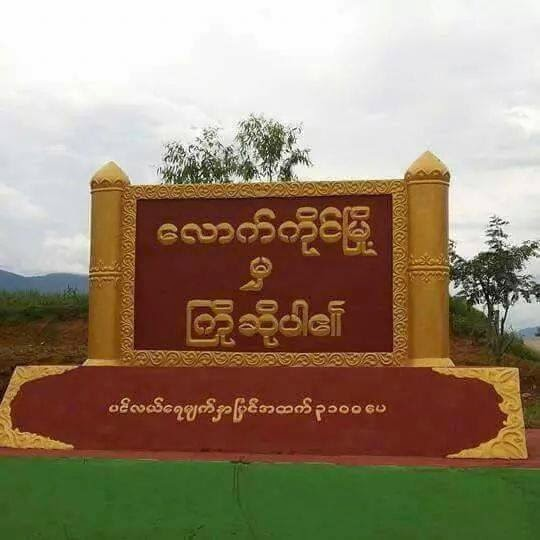 လောက်ကိုင်မြို့
မှ
ကြိုဆိုပါ၏
ပင်လယ်ရေမျက်နှာပြင်အထက် ၃၁၀၀ ပေ